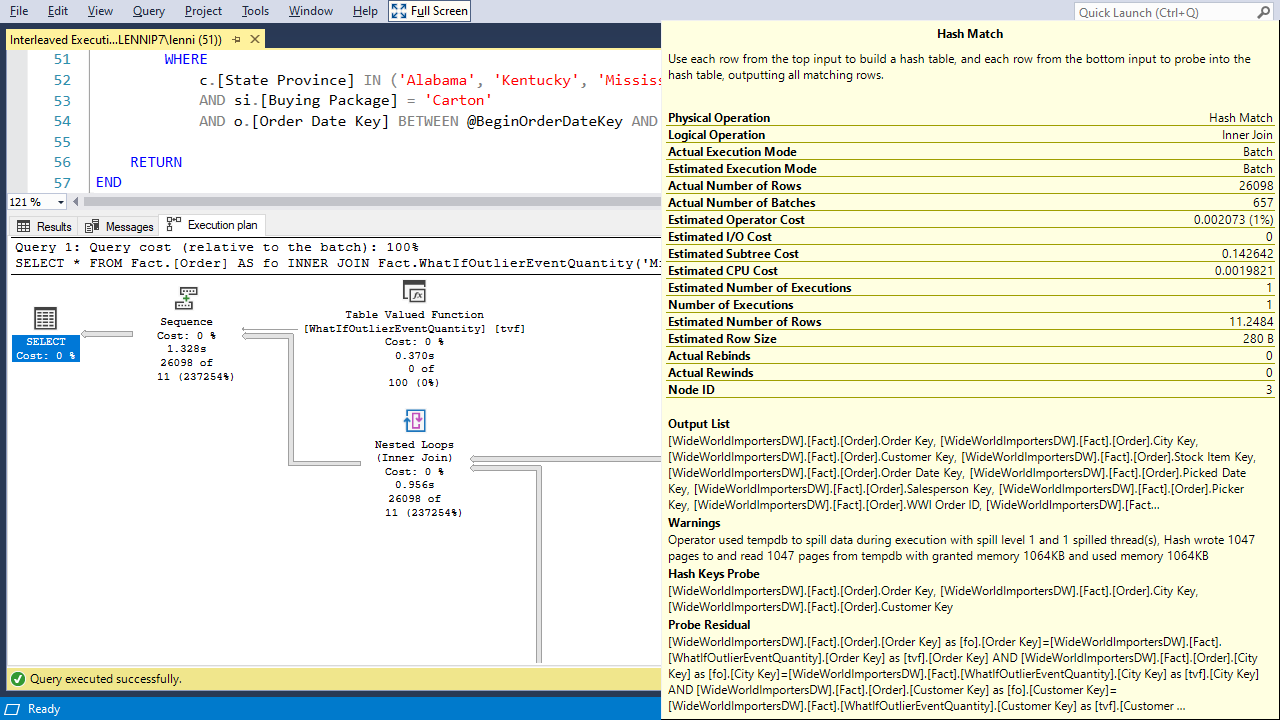 File Edit View Query Project Tools Window Help Full Screen
Quick Launch (Ctrl+Q)
Interleaved Executi...LENNIP7\lenni (51))
51 WHERE
52 c.[State Province] IN ('Alabama', 'Kentucky', 'Mississ
53 AND si.[Buying Package] = 'Carton'
54 AND o.[Order Date Key] BETWEEN @BeginOrderDateKey AND
55
56 RETURN
57 END
121 %
Results Messages Execution plan
Query 1: Query cost (relative to the batch): 100%
SELECT * FROM Fact.[Order] AS fo INNER JOIN Fact.WhatIfOutlierEventQuantity('Mi
SELECT
Cost: 0 %
Sequence
Cost: 0 %
1.328s
26098 of
11 (237254%)
Table Valued Function
[WhatIfOutlierEventQuantity] [tvf]
Cost: 0 %
0.370s
0 of
100 (0%)
Nested Loops
(Inner Join)
Cost: 0 %
0.956s
26098 of
11 (237254%)
Query executed successfully.
Ready
Hash Match
Use each row from the top input to build a hash table, and each row from the bottom input to probe into the
hash table, outputting all matching rows.
Physical Operation Hash Match
Logical Operation Inner Join
Actual Execution Mode Batch
Estimated Execution Mode Batch
Actual Number of Rows 26098
Actual Number of Batches 657
Estimated Operator Cost 0.002073 (1%)
Estimated I/O Cost 0
Estimated Subtree Cost 0.142642
Estimated CPU Cost 0.0019821
Estimated Number of Executions 1
Number of Executions 1
Estimated Number of Rows 11.2484
Estimated Row Size 280 B
Actual Rebinds 0
Actual Rewinds 0
Node ID 3
Output List
[WideWorldImportersDW].[Fact].[Order].Order Key, [WideWorldImportersDW].[Fact].[Order].City Key,
[WideWorldImportersDW].[Fact].[Order].Customer Key, [WideWorldImportersDW].[Fact].[Order].Stock Item Key,
[WideWorldImportersDW].[Fact].[Order].Order Date Key, [WideWorldImportersDW].[Fact].[Order].Picked Date
Key, [WideWorldImportersDW].[Fact].[Order].Salesperson Key, [WideWorldImportersDW].[Fact].[Order].Picker
Key, [WideWorldImportersDW].[Fact].[Order].WWI Order ID, [WideWorldImportersDW].[Fact...
Warnings
Operator used tempdb to spill data during execution with spill level 1 and 1 spilled thread(s), Hash wrote 1047
pages to and read 1047 pages from tempdb with granted memory 1064KB and used memory 1064KB
Hash Keys Probe
[WideWorldImportersDW].[Fact].[Order].Order Key, [WideWorldImportersDW].[Fact].[Order].City Key,
[WideWorldImportersDW].[Fact].[Order].Customer Key
Probe Residual
[WideWorldImportersDW].[Fact].[Order].[Order Key] as [fo].[Order Key]=[WideWorldImportersDW].[Fact].
[WhatIfOutlierEventQuantity].[Order Key] as [tvf].[Order Key] AND [WideWorldImportersDW].[Fact].[Order].[City
Key] as [fo].[City Key]=[WideWorldImportersDW].[Fact].[WhatIfOutlierEventQuantity].[City Key] as [tvf].[City Key]
AND [WideWorldImportersDW].[Fact].[Order].[Customer Key] as [fo].[Customer Key]=
[WideWorldImportersDW].[Fact].[WhatIfOutlierEventQuantity].[Customer Key] as [tvf].[Customer ...